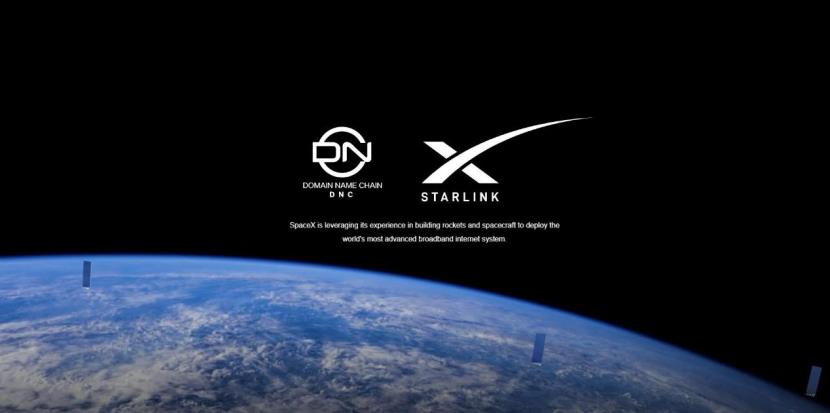 DN
DOMAIN NAME CHAIN
DNC
X
STARLINK
SpaceX is leveraging its experience in building rockets and spacecraft to deploy the
world's most advanced broadband internet system.